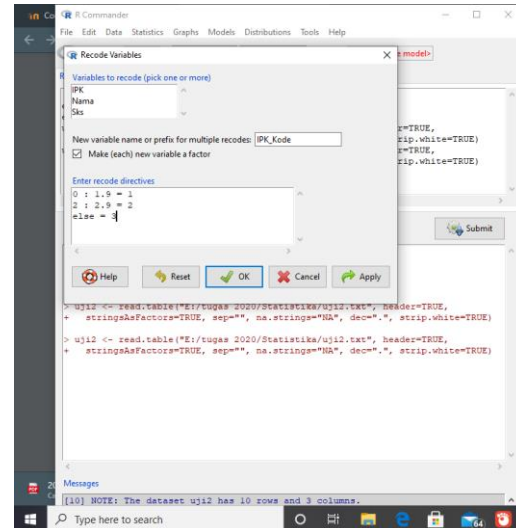 Co R Commander
File Edit Data Statistics Graphs Models Distributions Tools Help
Recode Variables
e model>
Variables to recode (pick one or more)
IPK
Nama
Sks
r=TRUE,
rip.white=TRUE)
r=TRUE,
rip.white=TRUE)
New variable name or prefix for multiple recodes: IPK_Kode
Make (each) new variable a factor
Enter recode directives
0 : 1.9 = 1
2 : 2.9 = 2
else = 3
Submit
Help Reset OK Cancel Apply
> uji2 <- read.table("E:/tugas 2020/Statistika/uji2.txt", header=TRUE,
+ stringsAsFactors=TRUE, sep="", na.strings="NA", dec=".", strip.white=TRUE)
> uji2 <- read.table("E:/tugas 2020/Statistika/uji2.txt", header=TRUE,
+ stringsAsFactors=TRUE, sep="", na.strings="NA", dec=".", strip.white=TRUE)
Messages
[10] NOTE: The dataset uji2 has 10 rows and 3 columns.
Type here to search
64